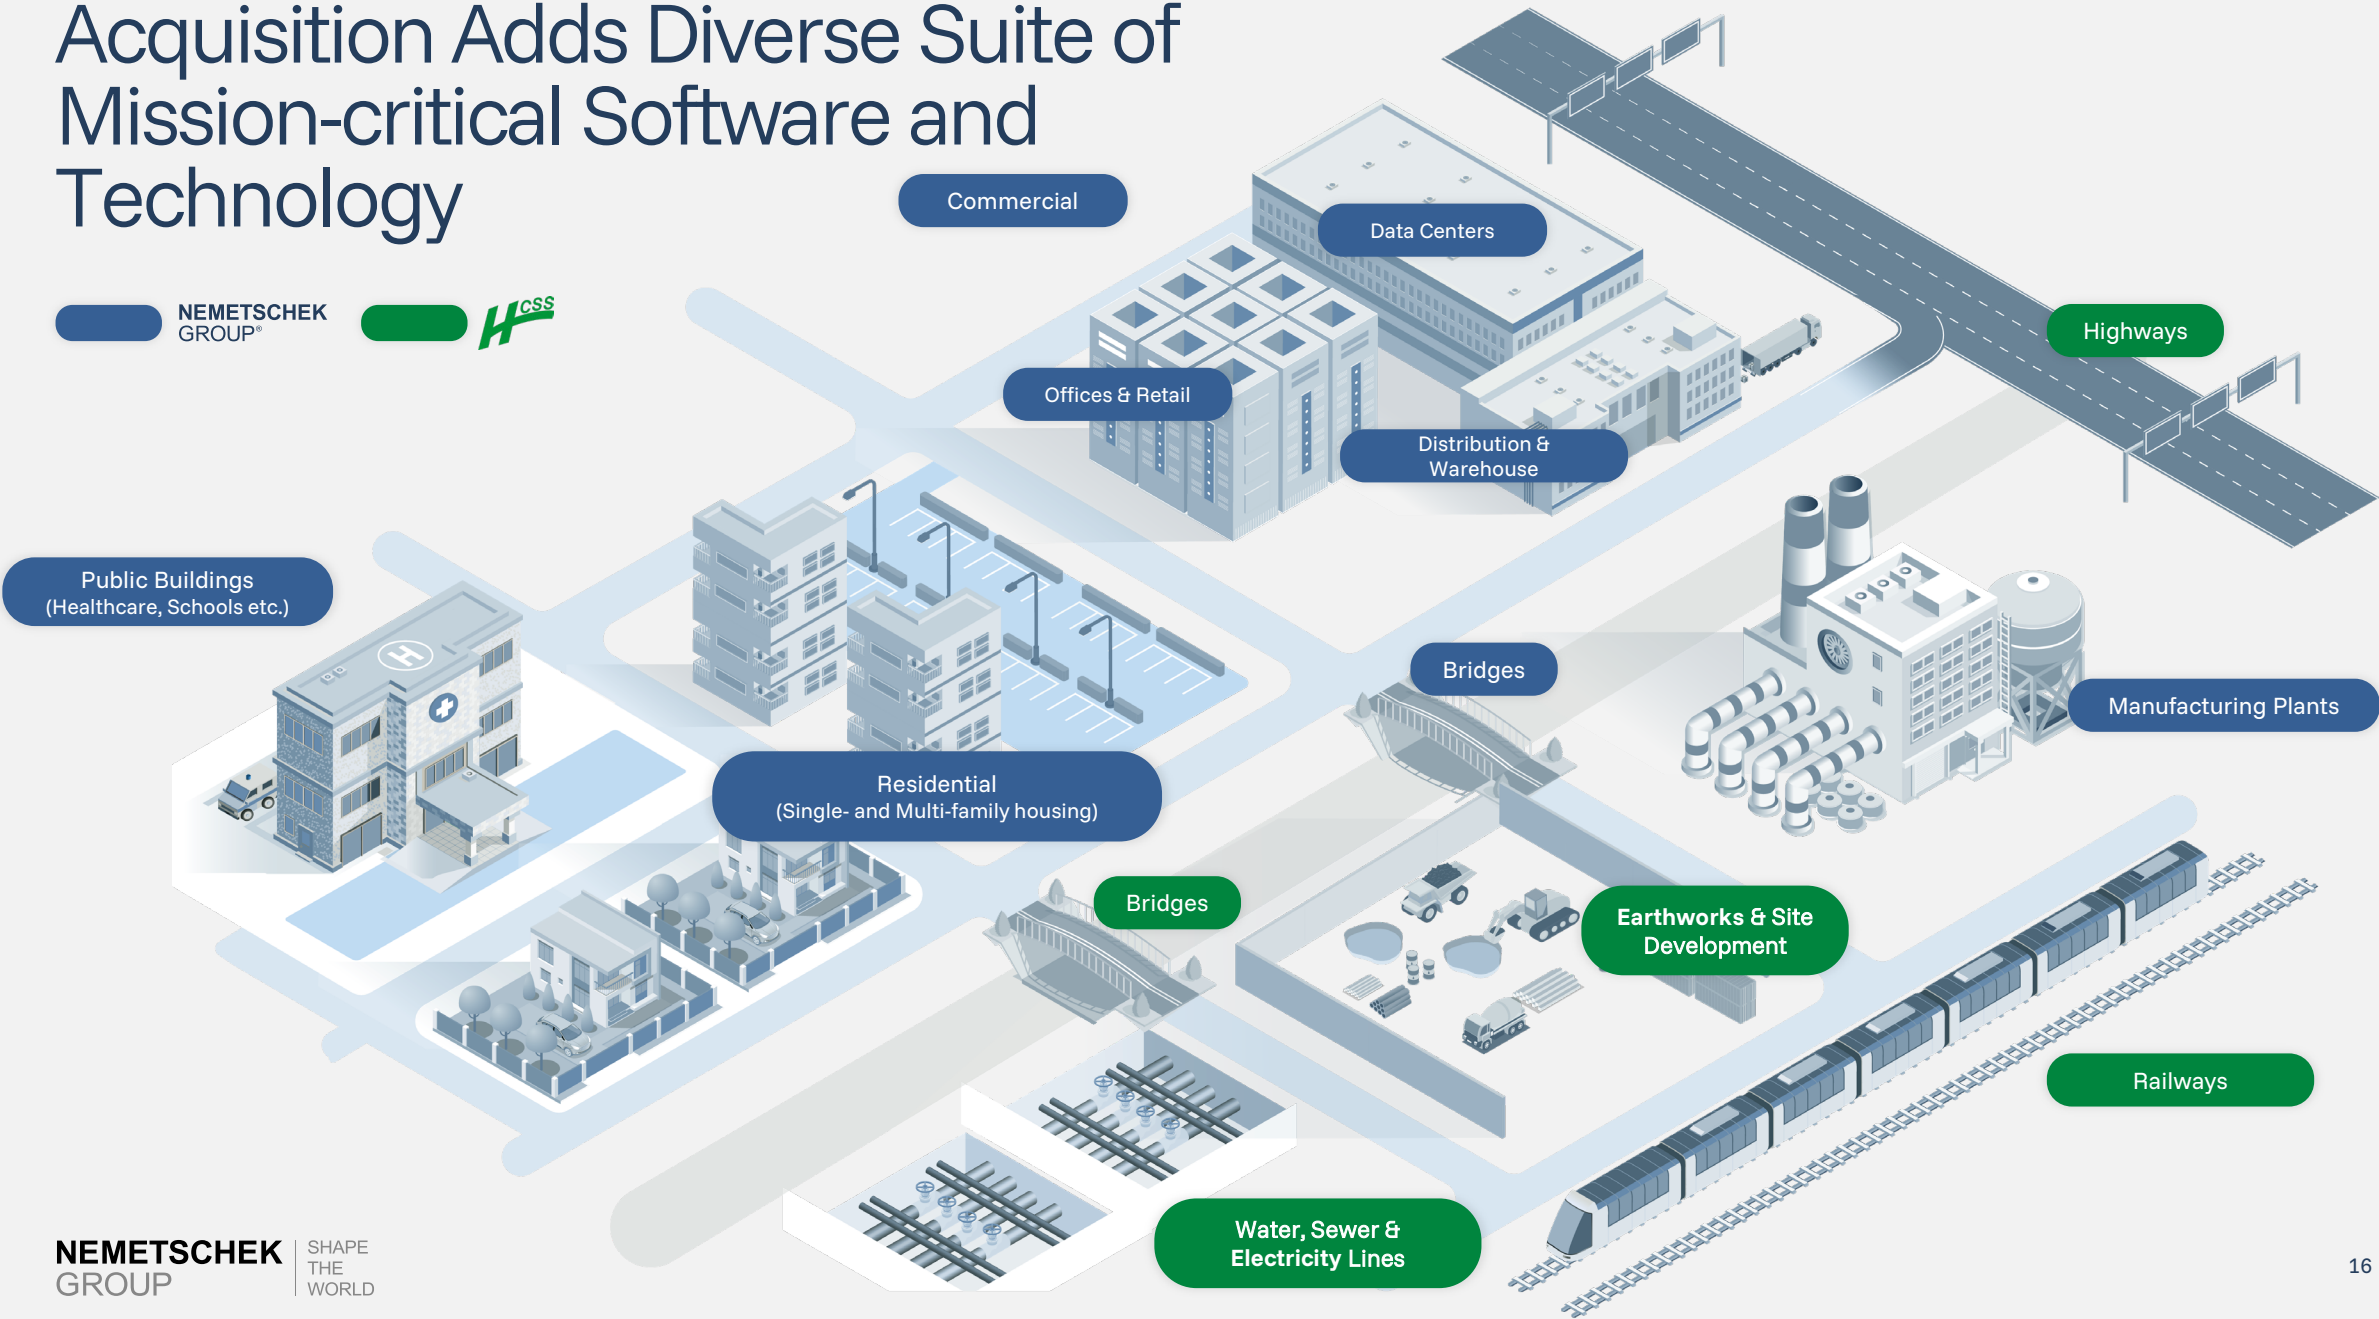 Acquisition Adds Diverse Suite of
Mission-critical Software and
Technology
NEMETSCHEK
GROUP®
HCSS
Commercial
Data Centers
Highways
Offices & Retail
Distribution &
Warehouse
Public Buildings
(Healthcare, Schools etc.)
Bridges
Manufacturing Plants
Residential
(Single- and Multi-family housing)
Bridges
Earthworks & Site
Development
Railways
Water, Sewer &
Electricity Lines
H
NEMETSCHEK
GROUP
SHAPE
THE
WORLD
16